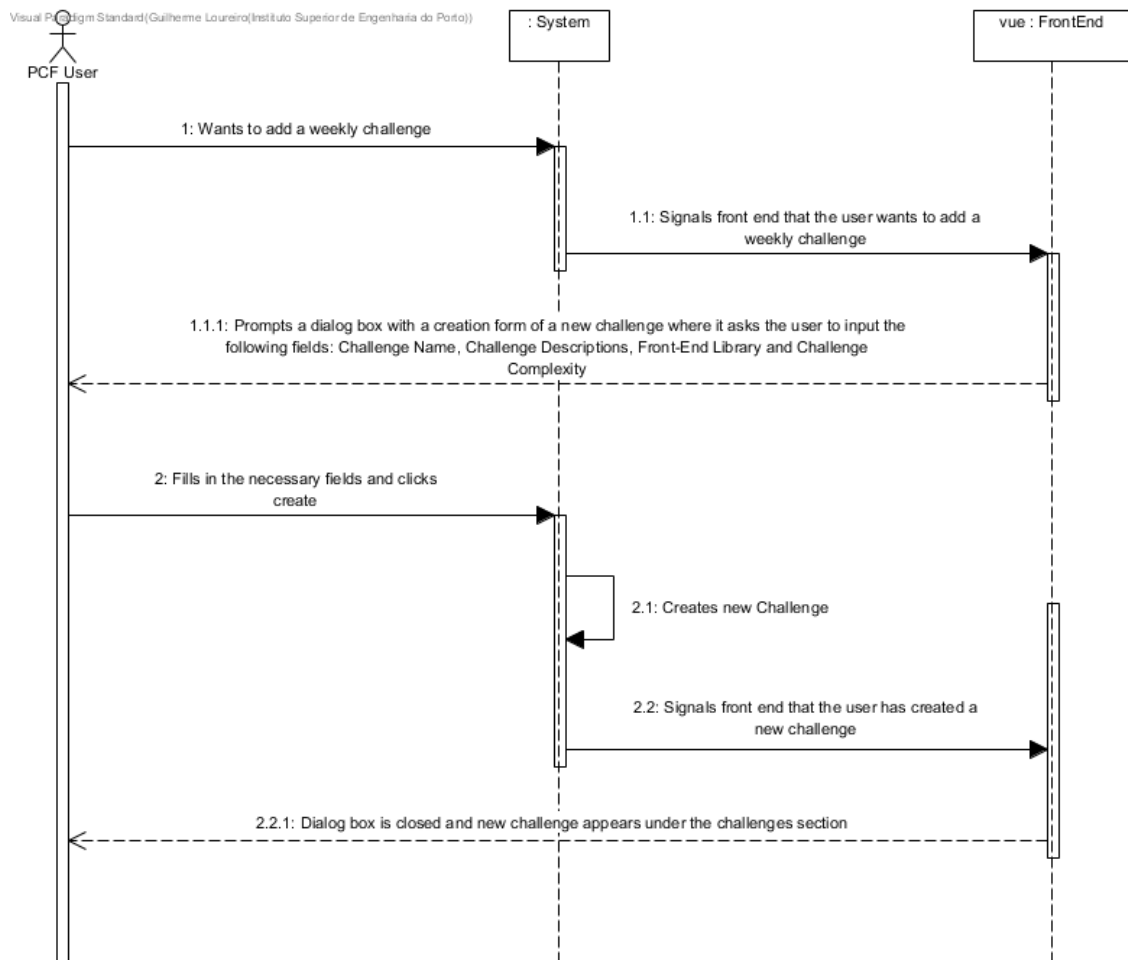 Visual Paradigm Standard(Guilherme Loureiro(Instituto Superior de Engenharia do Porto))
: System
vue : FrontEnd
PCF User
1: Wants to add a weekly challenge
1.1: Signals front end that the user wants to add a
weekly challenge
1.1.1: Prompts a dialog box with a creation form of a new challenge where it asks the user to input the
following fields: Challenge Name, Challenge Descriptions, Front-End Library and Challenge
Complexity
2: Fills in the necessary fields and clicks
create
2.1: Creates new Challenge
2.2: Signals front end that the user has created a
new challenge
2.2.1: Dialog box is closed and new challenge appears under the challenges section